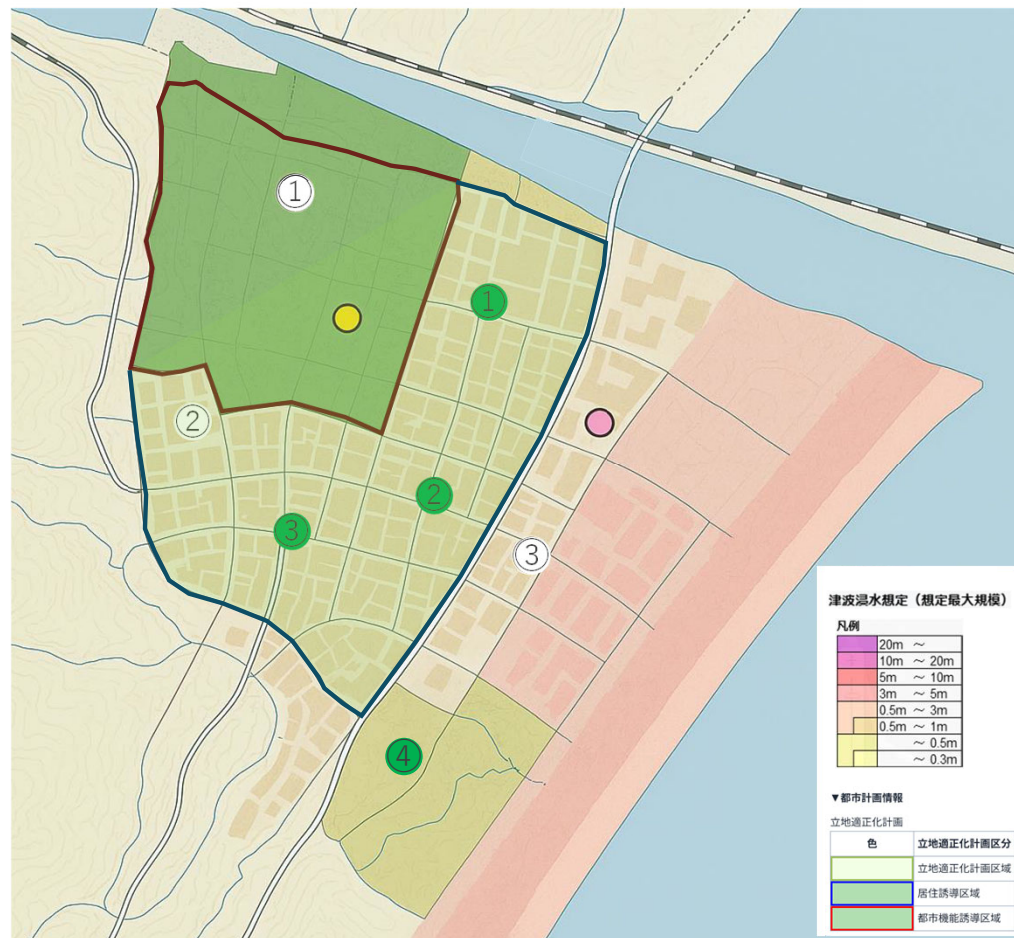 ①
①
②
②
③
③
④
津波浸水想定（想定最大規模）
凡例
20m ～
10m ～ 20m
5m ～ 10m
3m ～ 5m
0.5m ～ 3m
0.5m ～ 1m
～ 0.5m
～ 0.3m
▼都市計画情報
立地適正化計画
色 立地適正化計画区分
立地適正化計画区域
居住誘導区域
都市機能誘導区域